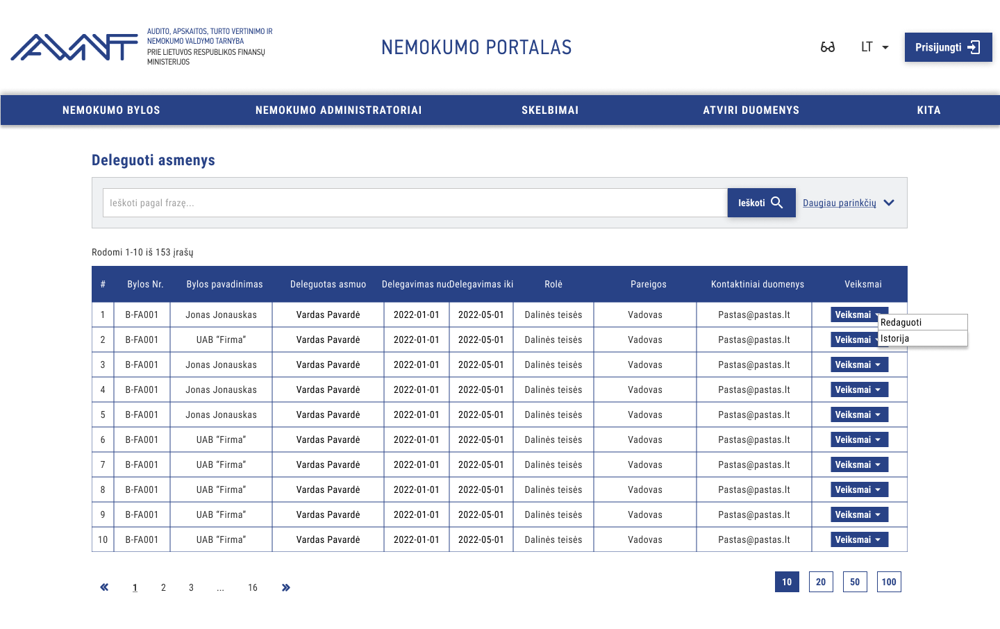 AUDITO, APSKAITOS, TURTO VERTINIMO IR
NEMOKUMO VALDYMO TARNYBA
PRIE LIETUVOS RESPUBLIKOS FINANSŲ
MINISTERIJOS
NEMOKUMO PORTALAS
LT
Prisijungti
NEMOKUMO BYLOS NEMOKUMO ADMINISTRATORIAI SKELBIMAI ATVIRI DUOMENYS KITA
Deleguoti asmenys
Ieškoti pagal frazę... Ieškoti Daugiau parinkčių
Rodomi 1-10 iš 153 įrašų
# Bylos Nr. Bylos pavadinimas Deleguotas asmuo Delegavimas nuo Delegavimas iki Rolė Pareigos Kontaktiniai duomenys Veiksmai
1 B-FA001 Jonas Jonauskas Vardas Pavardė 2022-01-01 2022-05-01 Dalinės teisės Vadovas Pastas@pastas.lt Veiksmai
Redaguoti
2 B-FA001 UAB “Firma” Vardas Pavardė 2022-01-01 2022-05-01 Dalinės teisės Vadovas Pastas@pastas.lt Veiksmai
Istorija
3 B-FA001 Jonas Jonauskas Vardas Pavardė 2022-01-01 2022-05-01 Dalinės teisės Vadovas Pastas@pastas.lt Veiksmai
4 B-FA001 Jonas Jonauskas Vardas Pavardė 2022-01-01 2022-05-01 Dalinės teisės Vadovas Pastas@pastas.lt Veiksmai
5 B-FA001 Jonas Jonauskas Vardas Pavardė 2022-01-01 2022-05-01 Dalinės teisės Vadovas Pastas@pastas.lt Veiksmai
6 B-FA001 UAB “Firma” Vardas Pavardė 2022-01-01 2022-05-01 Dalinės teisės Vadovas Pastas@pastas.lt Veiksmai
7 B-FA001 UAB “Firma” Vardas Pavardė 2022-01-01 2022-05-01 Dalinės teisės Vadovas Pastas@pastas.lt Veiksmai
8 B-FA001 UAB “Firma” Vardas Pavardė 2022-01-01 2022-05-01 Dalinės teisės Vadovas Pastas@pastas.lt Veiksmai
9 B-FA001 UAB “Firma” Vardas Pavardė 2022-01-01 2022-05-01 Dalinės teisės Vadovas Pastas@pastas.lt Veiksmai
10 B-FA001 UAB “Firma” Vardas Pavardė 2022-01-01 2022-05-01 Dalinės teisės Vadovas Pastas@pastas.lt Veiksmai
« 1 2 3 ... 16 » 10 20 50 100